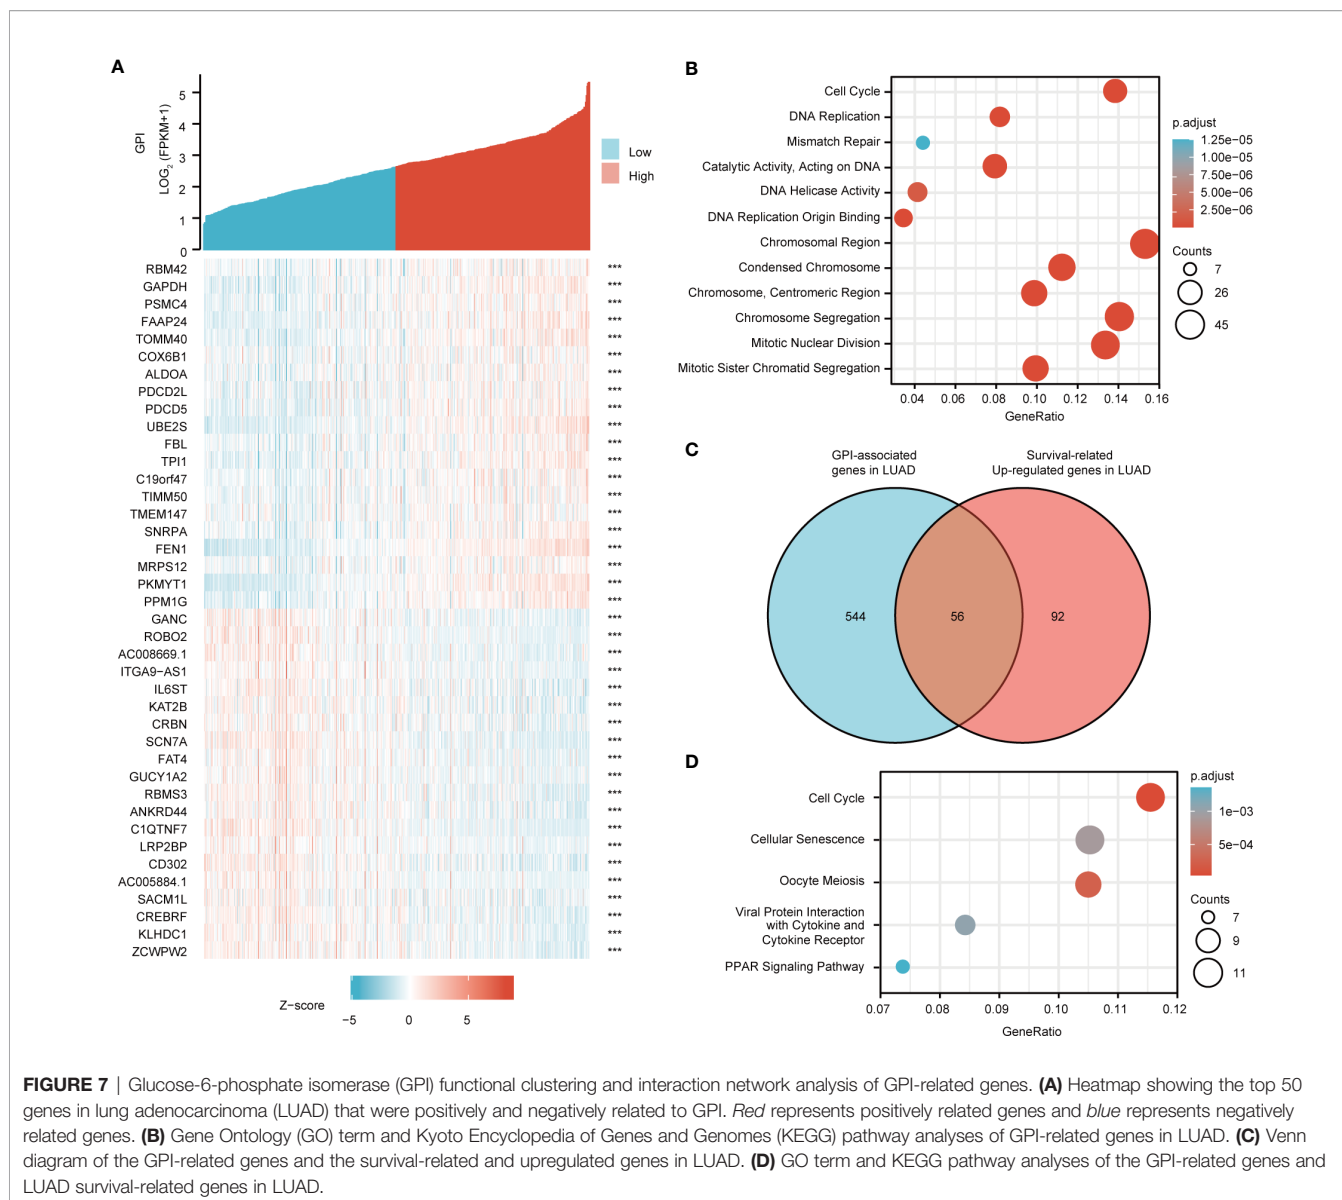 A
GPI
LOG2 (FPKM+1)
5
4
3
2
1
0
Low
High
RBM42 ***
GAPDH ***
PSMC4 ***
FAAP24 ***
TOMM40 ***
COX6B1 ***
ALDOA ***
PDCD2L ***
PDCD5 ***
UBE2S ***
FBL ***
TPI1 ***
C19orf47 ***
TIMM50 ***
TMEM147 ***
SNRPA ***
FEN1 ***
MRPS12 ***
PKMYT1 ***
PPM1G ***
GANC ***
ROBO2 ***
AC008669.1 ***
ITGA9−AS1 ***
IL6ST ***
KAT2B ***
CRBN ***
SCN7A ***
FAT4 ***
GUCY1A2 ***
RBMS3 ***
ANKRD44 ***
C1QTNF7 ***
LRP2BP ***
CD302 ***
AC005884.1 ***
SACM1L ***
CREBRF ***
KLHDC1 ***
ZCWPW2 ***
Z−score
−5 0 5
B
Cell Cycle
DNA Replication
Mismatch Repair
Catalytic Activity, Acting on DNA
DNA Helicase Activity
DNA Replication Origin Binding
Chromosomal Region
Condensed Chromosome
Chromosome, Centromeric Region
Chromosome Segregation
Mitotic Nuclear Division
Mitotic Sister Chromatid Segregation
0.04 0.06 0.08 0.10 0.12 0.14 0.16
GeneRatio
p.adjust
1.25e−05
1.00e−05
7.50e−06
5.00e−06
2.50e−06
Counts
7
26
45
C
GPI-associated
genes in LUAD
Survival-related
Up-regulated genes in LUAD
544 56 92
D
Cell Cycle
Cellular Senescence
Oocyte Meiosis
Viral Protein Interaction
with Cytokine and
Cytokine Receptor
PPAR Signaling Pathway
0.07 0.08 0.09 0.10 0.11 0.12
GeneRatio
p.adjust
1e−03
5e−04
Counts
7
9
11
FIGURE 7 | Glucose-6-phosphate isomerase (GPI) functional clustering and interaction network analysis of GPI-related genes. (A) Heatmap showing the top 50
genes in lung adenocarcinoma (LUAD) that were positively and negatively related to GPI. Red represents positively related genes and blue represents negatively
related genes. (B) Gene Ontology (GO) term and Kyoto Encyclopedia of Genes and Genomes (KEGG) pathway analyses of GPI-related genes in LUAD. (C) Venn
diagram of the GPI-related genes and the survival-related and upregulated genes in LUAD. (D) GO term and KEGG pathway analyses of the GPI-related genes and
LUAD survival-related genes in LUAD.